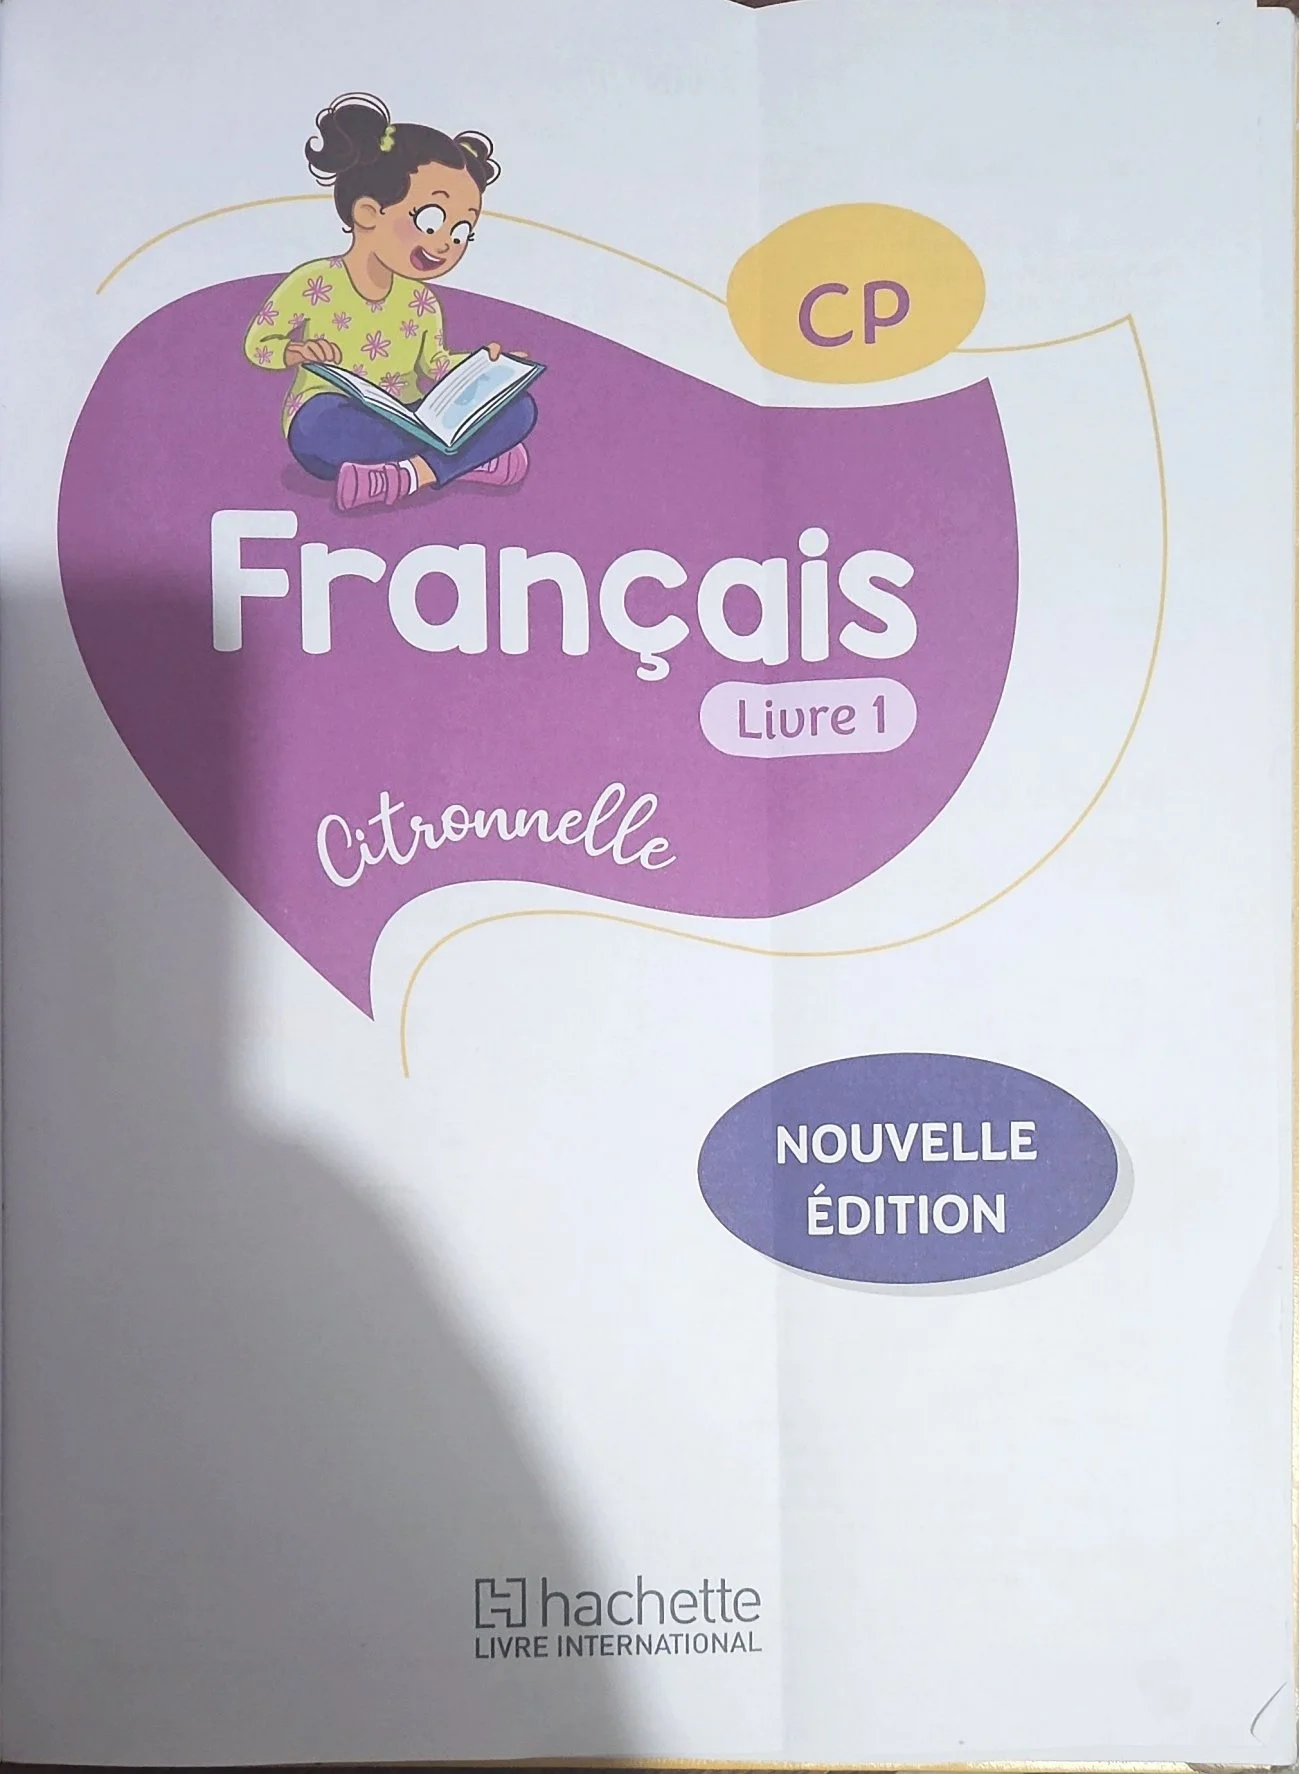 CP
Français
Livre 1
Citronnelle
NOUVELLE
ÉDITION
hachette
LIVRE INTERNATIONAL